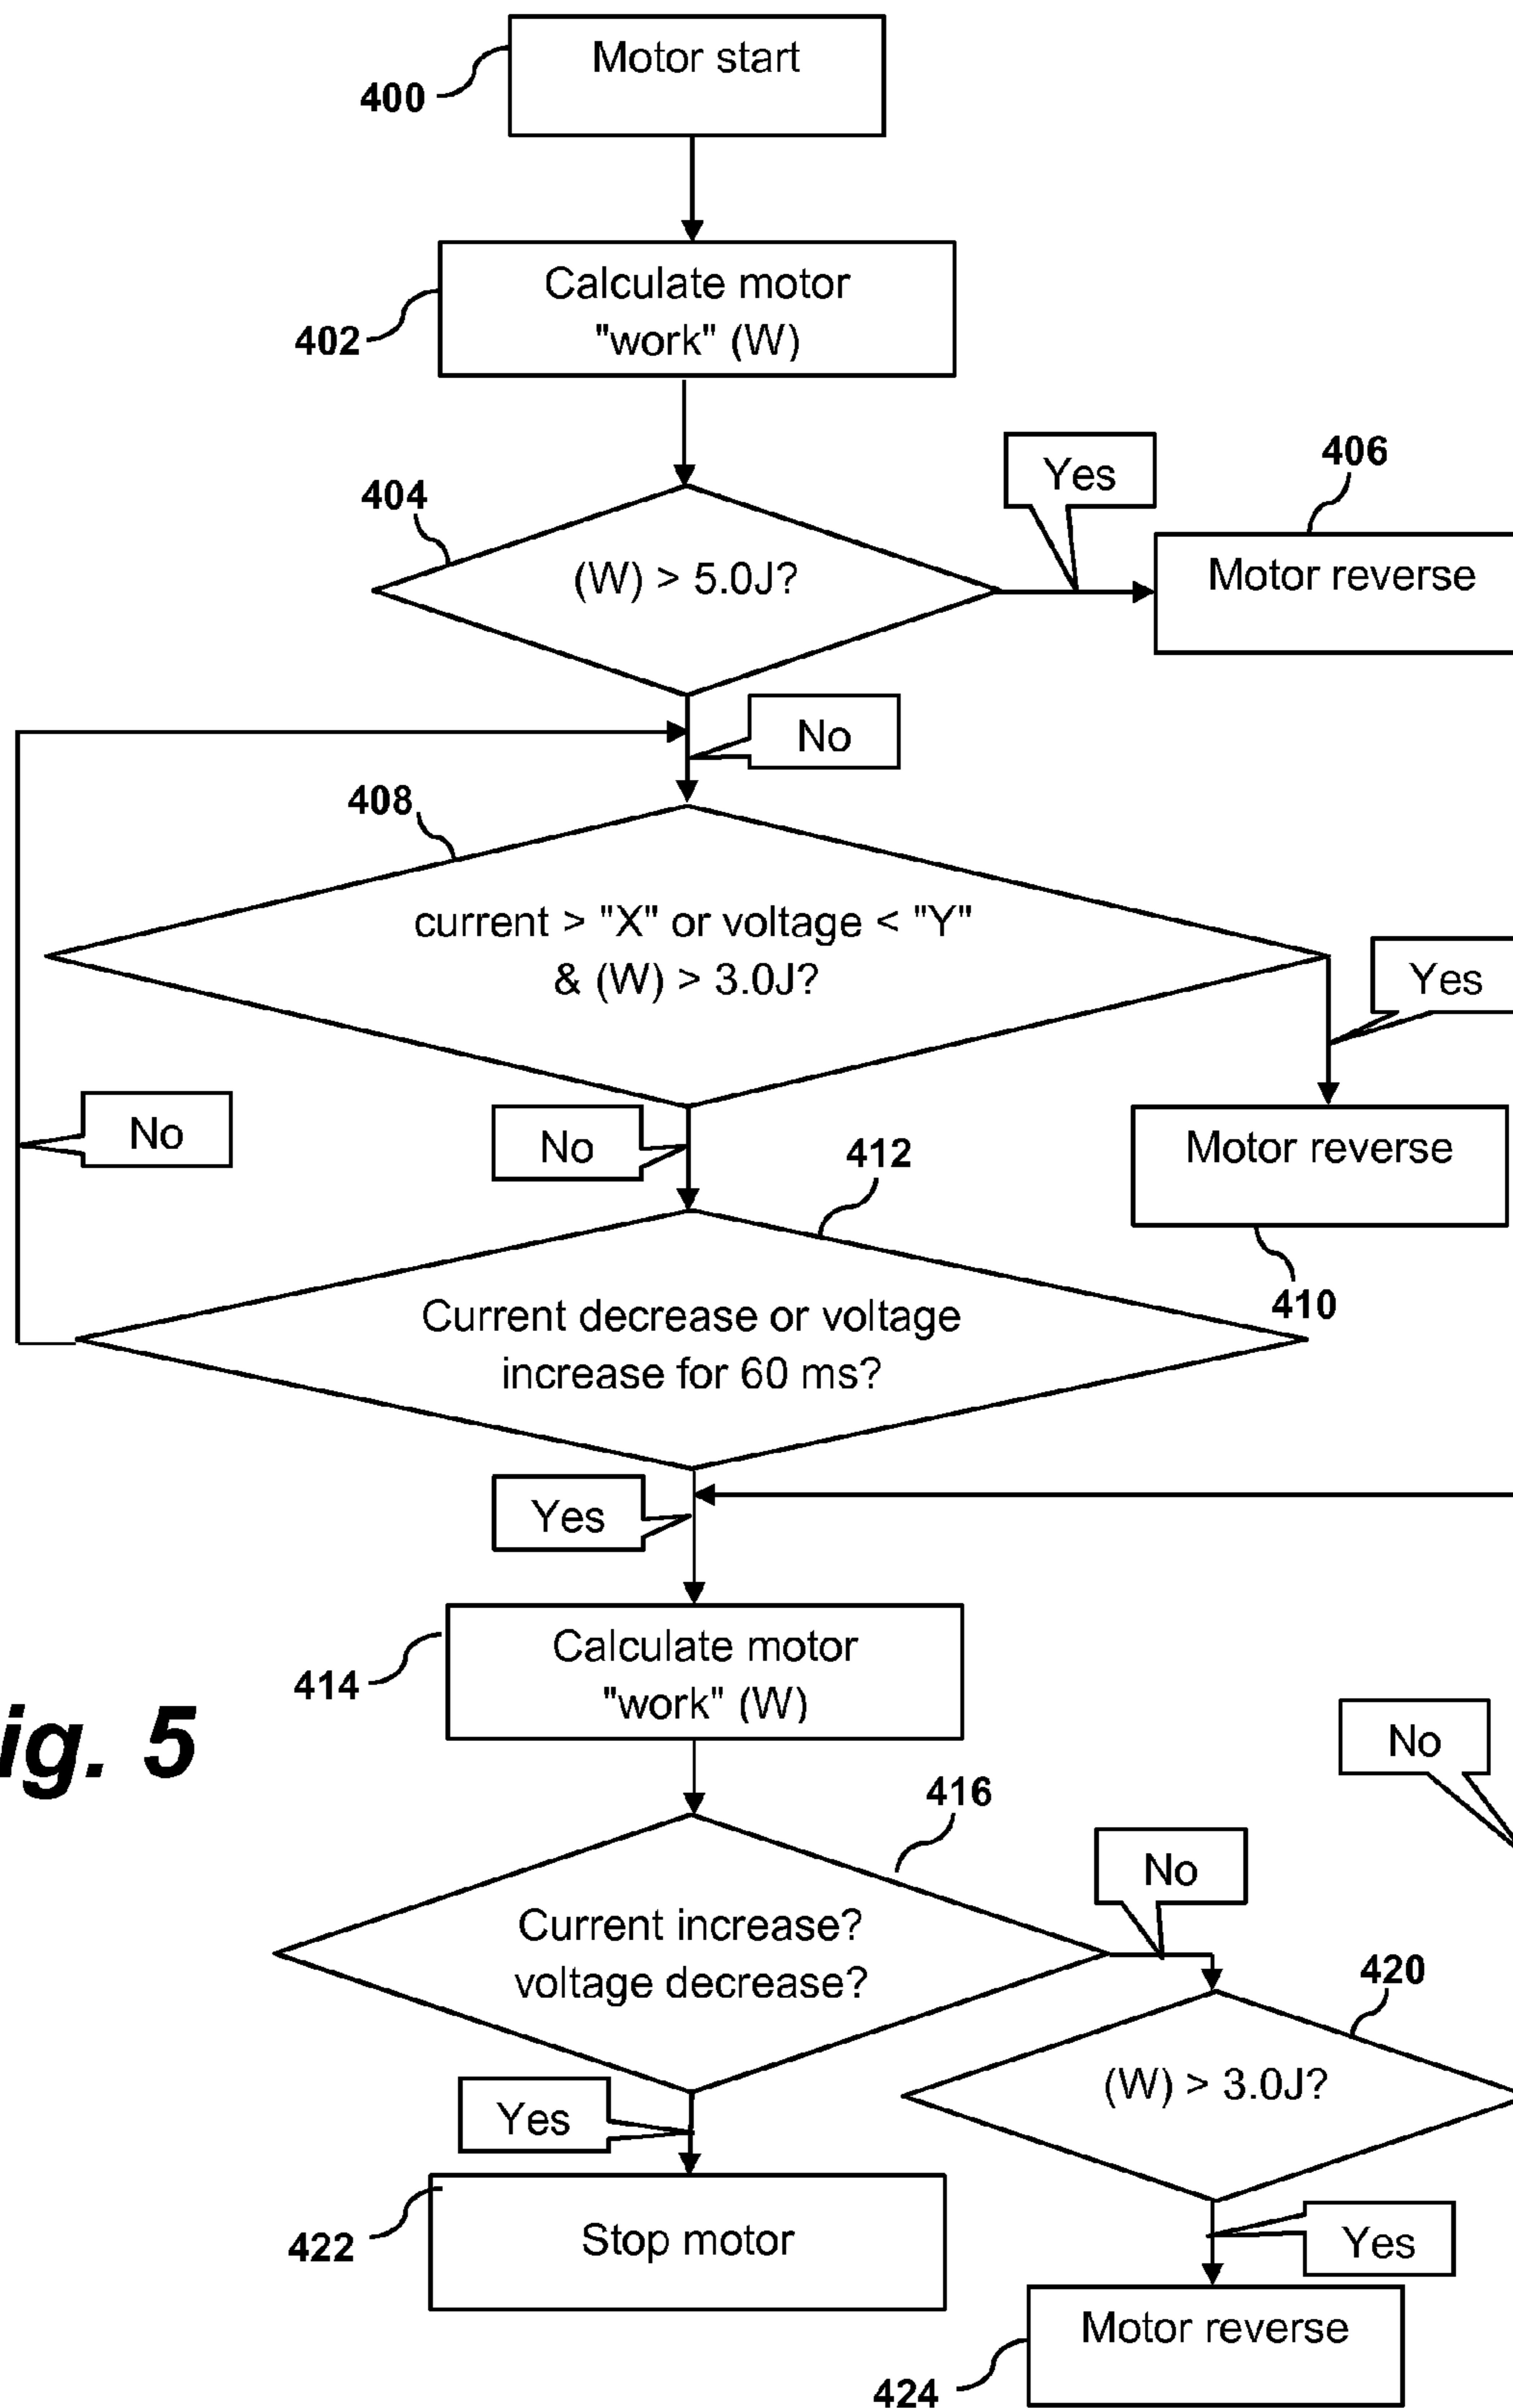 Motor start
400
Calculate motor
"work" (W)
402
404
(W) > 5.0J?
Yes
406
Motor reverse
No
408
current > "X" or voltage < "Y"
& (W) > 3.0J?
Yes
No
No
412
Motor reverse
410
Current decrease or voltage
increase for 60 ms?
Yes
Calculate motor
"work" (W)
414
ig. 5
No
416
No
Current increase?
voltage decrease?
420
(W) > 3.0J?
Yes
422
Stop motor
Yes
Motor reverse
424